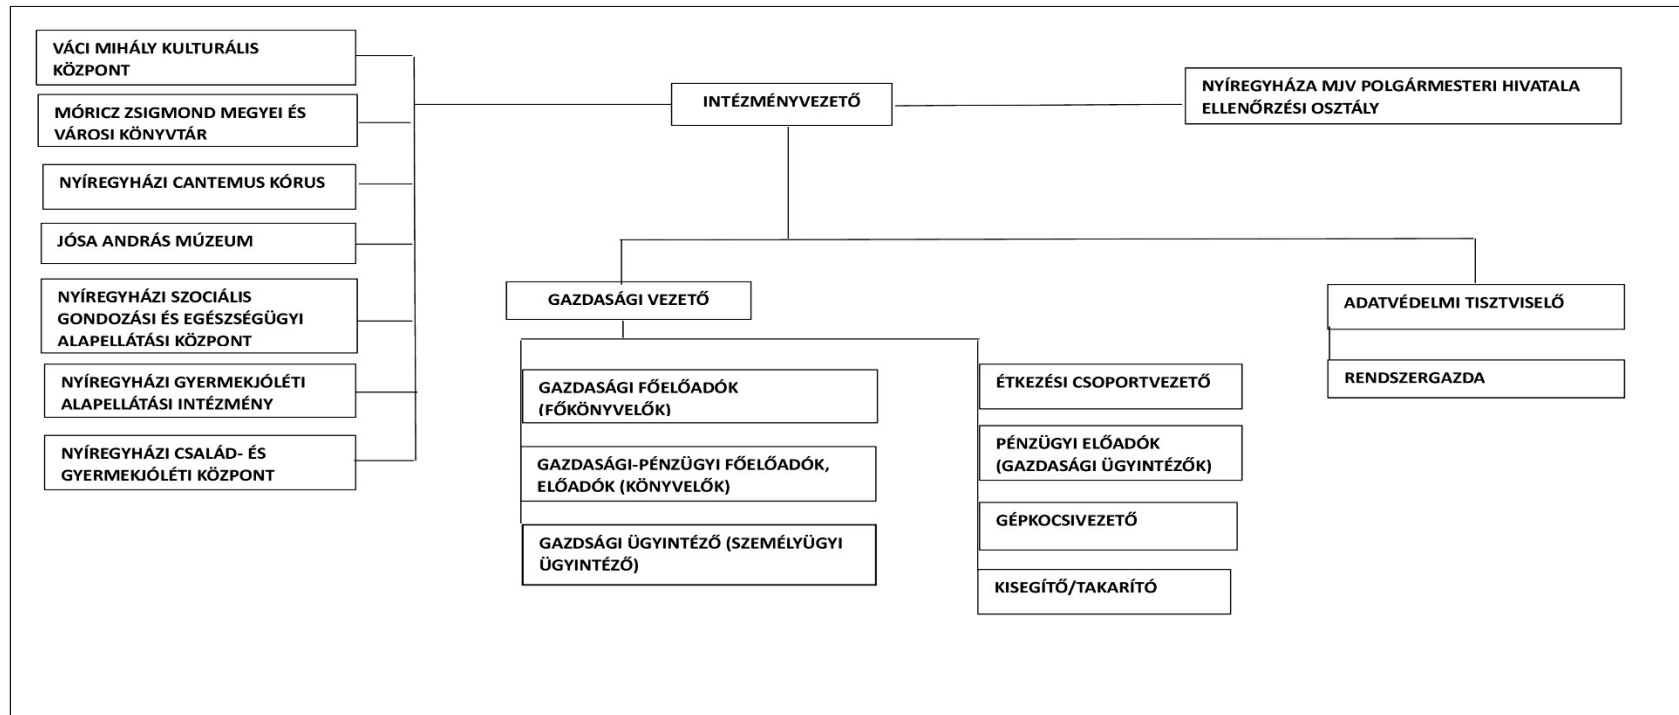 VÁCI MIHÁLY KULTURÁLIS
KÖZPONT
MÓRICZ ZSIGMOND MEGYEI ÉS
VÁROSI KÖNYVTÁR
NYÍREGYHÁZI CANTEMUS KÓRUS
JÓSA ANDRÁS MÚZEUM
NYÍREGYHÁZI SZOCIÁLIS
GONDOZÁSI ÉS EGÉSZSÉGÜGYI
ALAPELLÁTÁSI KÖZPONT
NYÍREGYHÁZI GYERMEKJÓLÉTI
ALAPELLÁTÁSI INTÉZMÉNY
NYÍREGYHÁZI CSALÁD- ÉS
GYERMEKJÓLÉTI KÖZPONT
INTÉZMÉNYVEZETŐ
NYÍREGYHÁZA MJV POLGÁRMESTERI HIVATALA
ELLENŐRZÉSI OSZTÁLY
GAZDASÁGI VEZETŐ
GAZDASÁGI FŐELŐADÓK
(FŐKÖNYVELŐK)
GAZDASÁGI-PÉNZÜGYI FŐELŐADÓK,
ELŐADÓK (KÖNYVELŐK)
GAZDSÁGI ÜGYINTÉZŐ (SZEMÉLYÜGYI
ÜGYINTÉZŐ)
ÉTKEZÉSI CSOPORTVEZETŐ
PÉNZÜGYI ELŐADÓK
(GAZDASÁGI ÜGYINTÉZŐK)
GÉPKOCSIVEZETŐ
KISEGÍTŐ/TAKARÍTÓ
ADATVÉDELMI TISZTVISELŐ
RENDSZERGAZDA